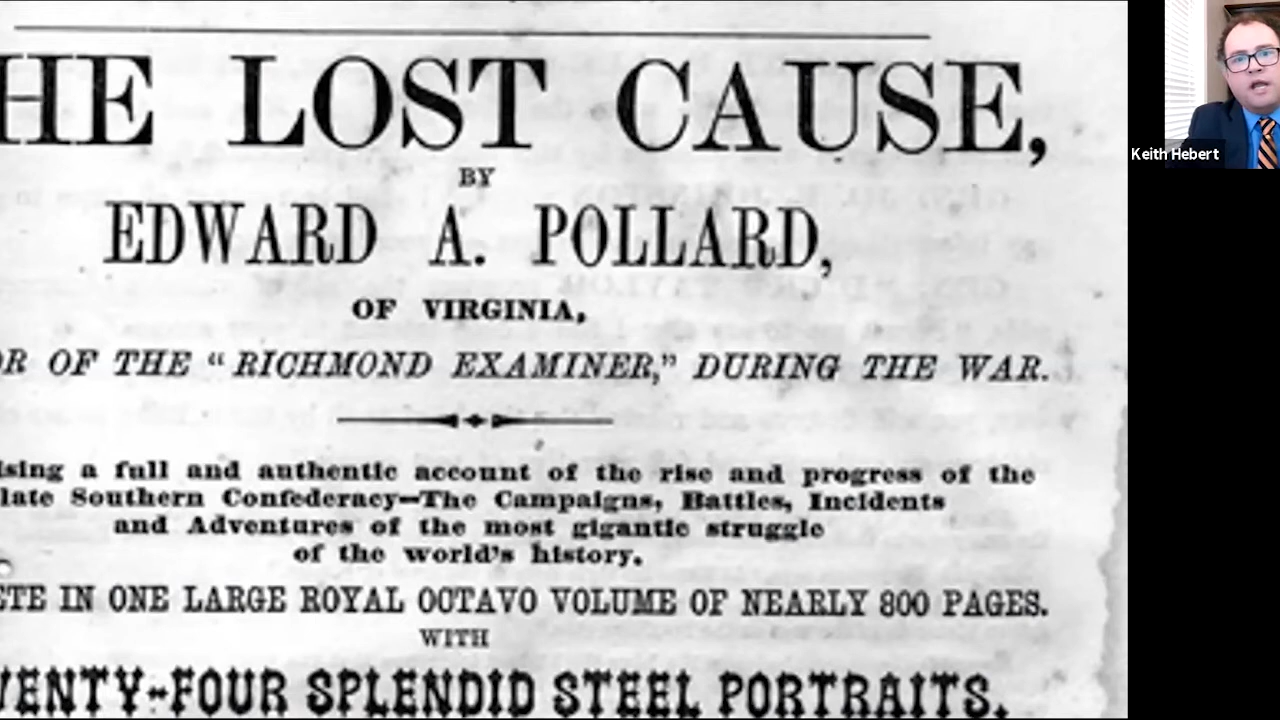 HE LOST CAUSE,
BY
EDWARD A. POLLARD,
OF VIRGINIA,
OR OF THE "RICHMOND EXAMINER," DURING THE WAR.
ising a full and authentic account of the rise and progress of the
late Southern Confederacy—The Campaigns, Battles, Incidents
and Adventures of the most gigantic struggle
of the world's history.
ETE IN ONE LARGE ROYAL OCTAVO VOLUME OF NEARLY 800 PAGES.
WITH
WENTY-FOUR SPLENDID STEEL PORTRAITS.
Keith Hebert